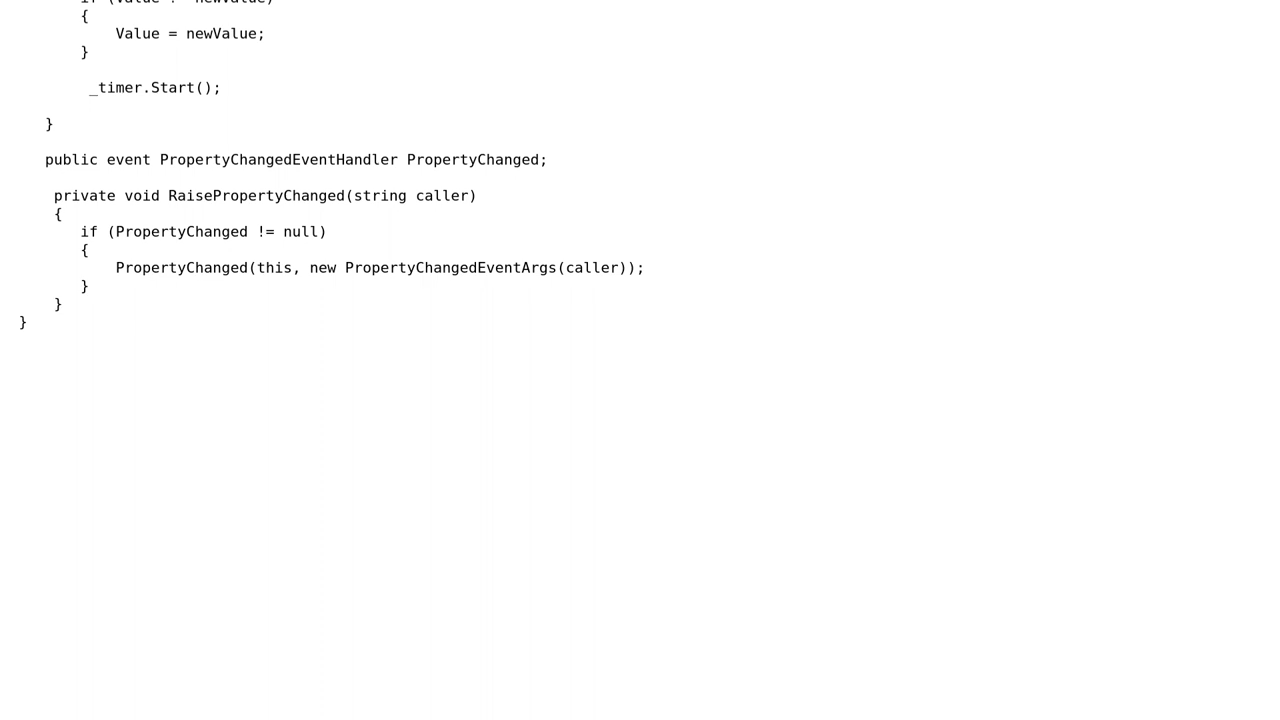 {
Value = newValue;
}
_timer.Start();
}
public event PropertyChangedEventHandler PropertyChanged;
private void RaisePropertyChanged(string caller)
{
if (PropertyChanged != null)
{
PropertyChanged(this, new PropertyChangedEventArgs(caller));
}
}
}